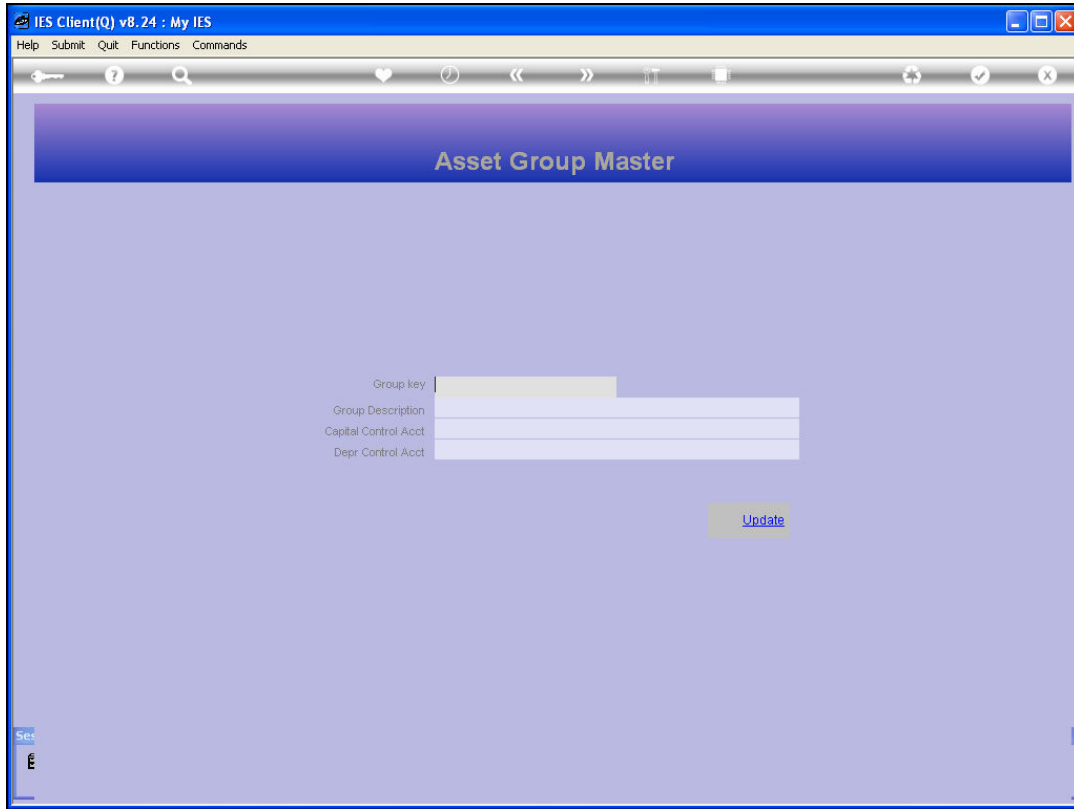 IES Client(Q) v8.24 : My IES
Help Submit Quit Functions Commands
Asset Group Master
Group key
Group Description
Capital Control Acct
Depr Control Acct
Update
Ses